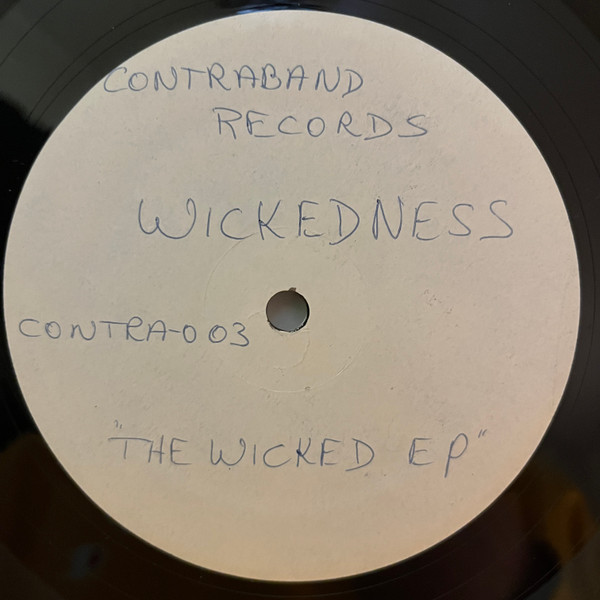 CONTRABAND
RECORDS
WICKEDNESS
CONTRA-003
"THE WICKED EP"